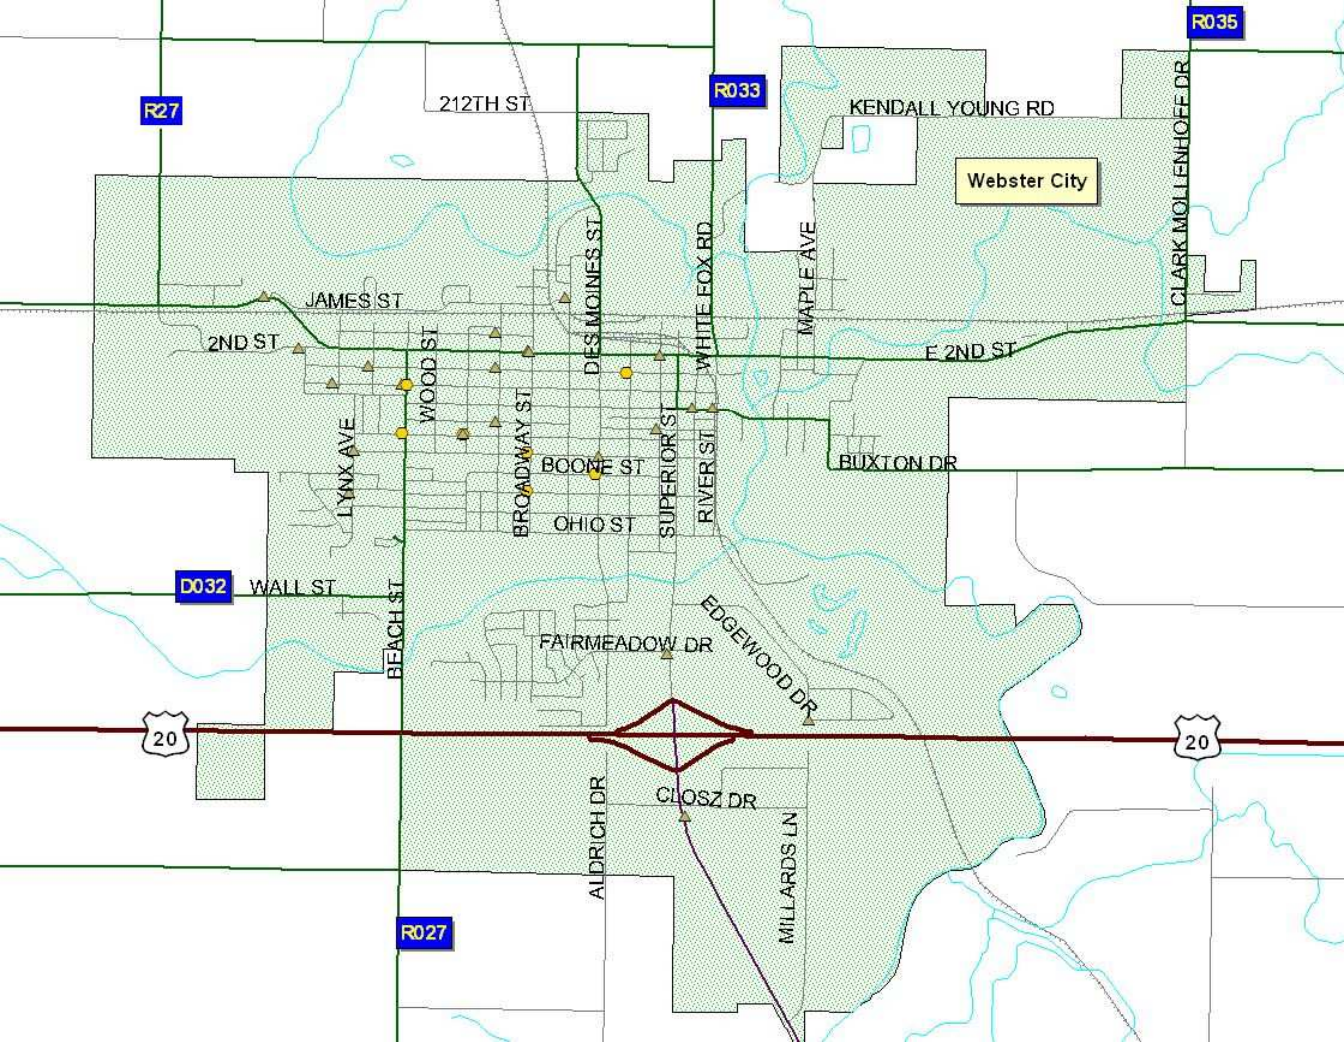 R035
R033
R27
212TH ST
KENDALL YOUNG RD
CLARK MOLLENHOFF DR
Webster City
DES MOINES ST
WHITE FOX RD
MAPLE AVE
JAMES ST
2ND ST
WOOD ST
E 2ND ST
LYNX AVE
BROADWAY ST
BOONE ST
SUPERIOR ST
RIVER ST
BUXTON DR
OHIO ST
D032
WALL ST
BEACH ST
EDGEWOOD DR
FAIRMEADOW DR
20
20
ALDRICH DR
CLOSZ DR
MILLARDS LN
R027